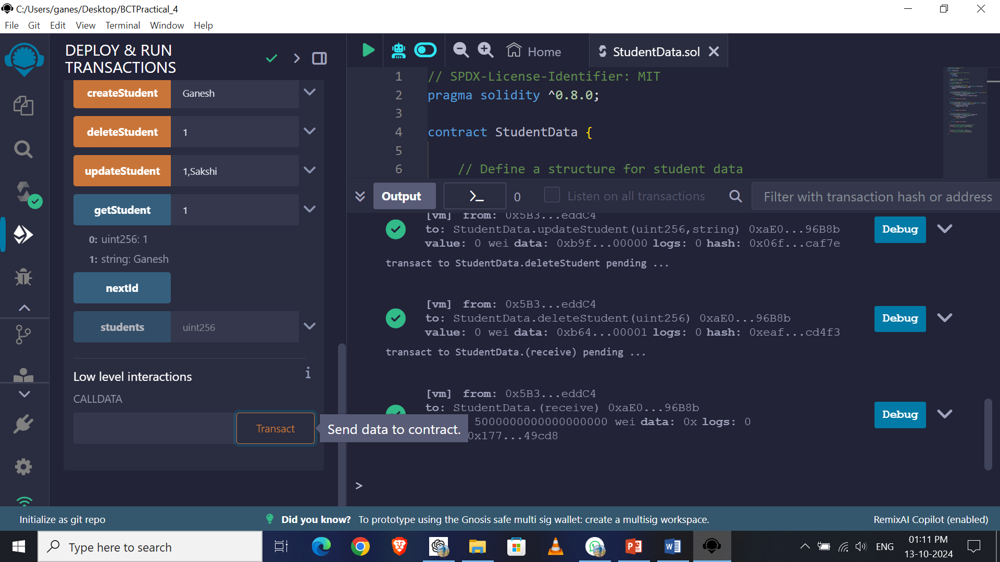 C:/Users/ganes/Desktop/BCTPractical_4
File Git Edit View Terminal Window Help
DEPLOY & RUN
TRANSACTIONS
createStudent Ganesh
deleteStudent 1
updateStudent 1,Sakshi
getStudent 1
0: uint256: 1
1: string: Ganesh
nextId
students uint256
Low level interactions i
CALLDATA
Transact
Send data to contract.
Home
StudentData.sol
1 // SPDX-License-Identifier: MIT
2 pragma solidity ^0.8.0;
3
4 contract StudentData {
5
6 // Define a structure for student data
Output >_ 0 Listen on all transactions Filter with transaction hash or address
[vm] from: 0x5B3...eddC4
to: StudentData.updateStudent(uint256,string) 0xaE0...96B8b
value: 0 wei data: 0xb9f...00000 logs: 0 hash: 0x06f...caf7e
Debug
transact to StudentData.deleteStudent pending ...
[vm] from: 0x5B3...eddC4
to: StudentData.deleteStudent(uint256) 0xaE0...96B8b
value: 0 wei data: 0xb64...00001 logs: 0 hash: 0xeaf...cd4f3
Debug
transact to StudentData.(receive) pending ...
[vm] from: 0x5B3...eddC4
to: StudentData.(receive) 0xaE0...96B8b
5000000000000000000 wei data: 0x logs: 0
0x177...49cd8
Debug
>
Initialize as git repo
Did you know? To prototype using the Gnosis safe multi sig wallet: create a multisig workspace.
RemixAI Copilot (enabled)
Type here to search
ENG
01:11 PM
13-10-2024